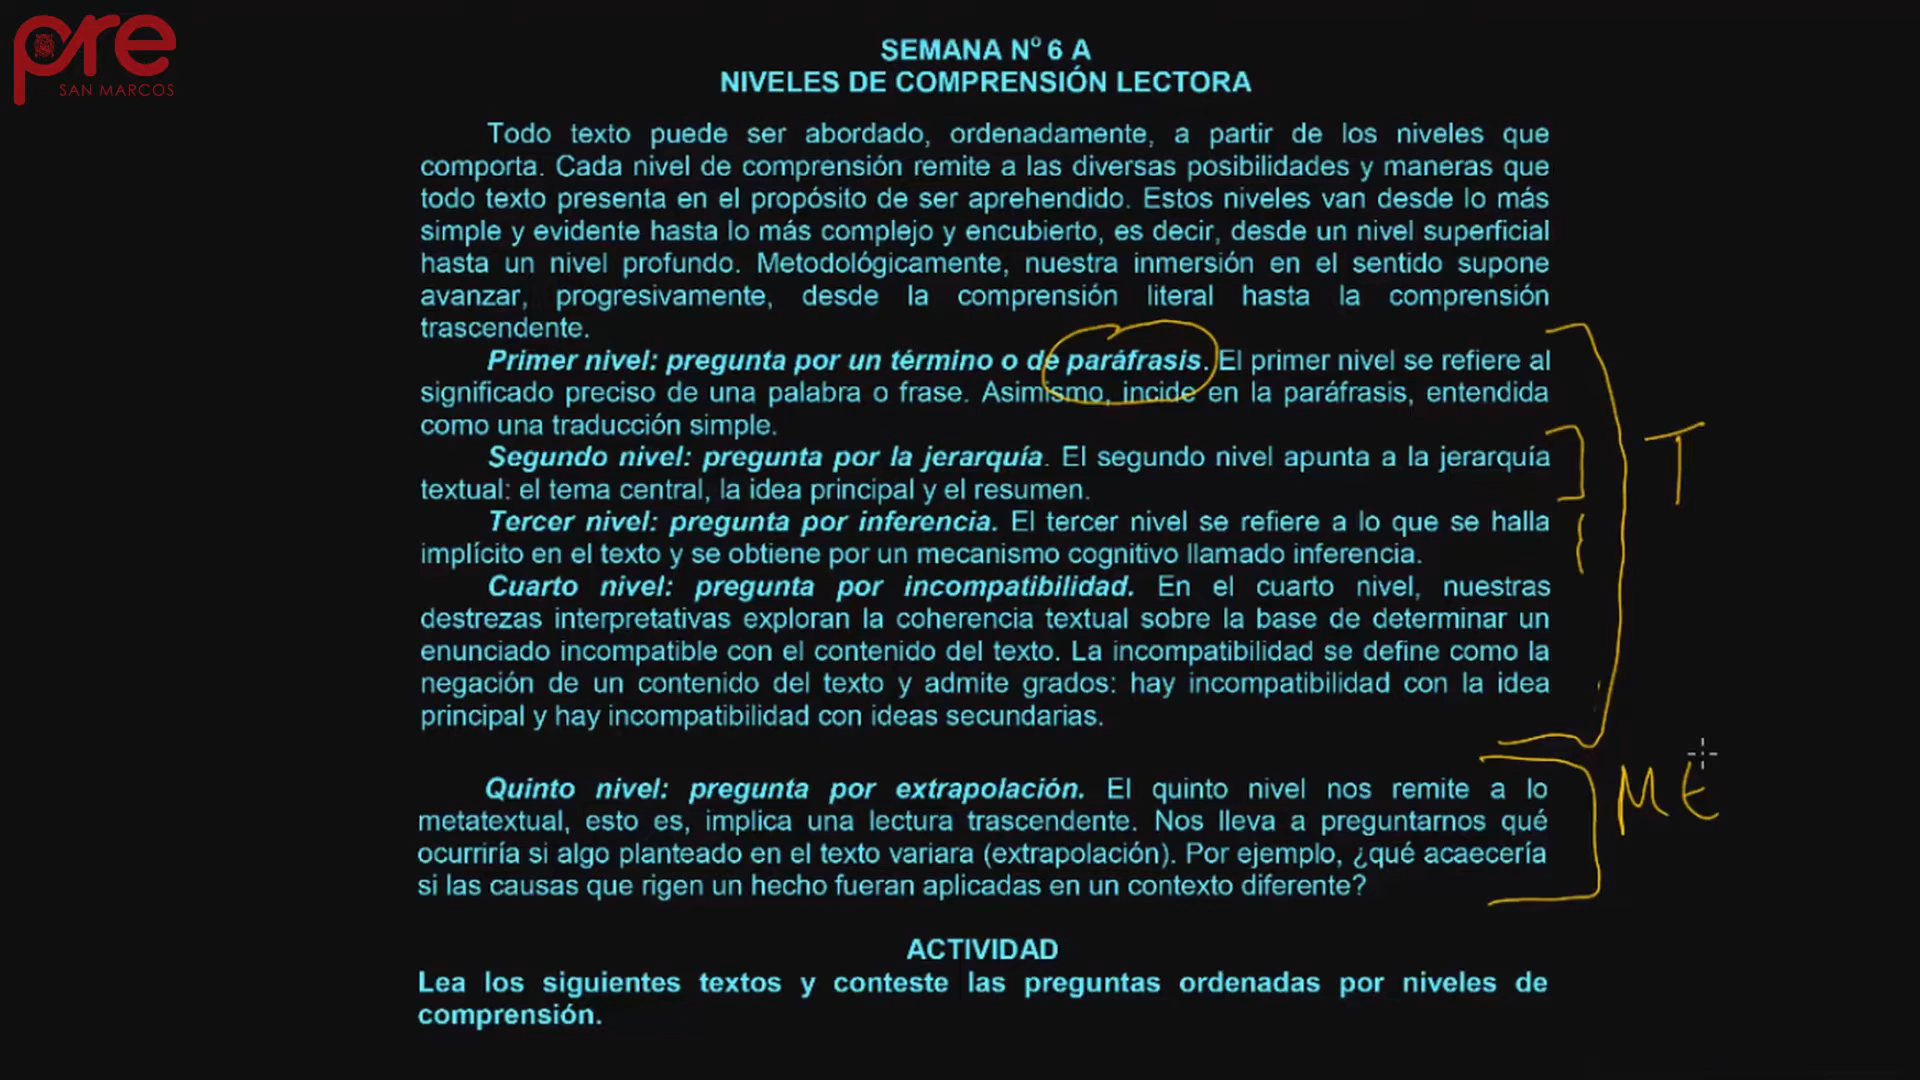 pre
SAN MARCOS
SEMANA Nº 6 A
NIVELES DE COMPRENSIÓN LECTORA
Todo texto puede ser abordado, ordenadamente, a partir de los niveles que
comporta. Cada nivel de comprensión remite a las diversas posibilidades y maneras que
todo texto presenta en el propósito de ser aprehendido. Estos niveles van desde lo más
simple y evidente hasta lo más complejo y encubierto, es decir, desde un nivel superficial
hasta un nivel profundo. Metodológicamente, nuestra inmersión en el sentido supone
avanzar, progresivamente, desde la comprensión literal hasta la comprensión
trascendente.
Primer nivel: pregunta por un término o de paráfrasis. El primer nivel se refiere al
significado preciso de una palabra o frase. Asimismo, incide en la paráfrasis, entendida
como una traducción simple.
Segundo nivel: pregunta por la jerarquía. El segundo nivel apunta a la jerarquía
textual: el tema central, la idea principal y el resumen.
T
Tercer nivel: pregunta por inferencia. El tercer nivel se refiere a lo que se halla
implícito en el texto y se obtiene por un mecanismo cognitivo llamado inferencia.
Cuarto nivel: pregunta por incompatibilidad. En el cuarto nivel, nuestras
destrezas interpretativas exploran la coherencia textual sobre la base de determinar un
enunciado incompatible con el contenido del texto. La incompatibilidad se define como la
negación de un contenido del texto y admite grados: hay incompatibilidad con la idea
principal y hay incompatibilidad con ideas secundarias.
Quinto nivel: pregunta por extrapolación. El quinto nivel nos remite a lo
metatextual, esto es, implica una lectura trascendente. Nos lleva a preguntarnos qué
ocurriría si algo planteado en el texto variara (extrapolación). Por ejemplo, ¿qué acaecería
si las causas que rigen un hecho fueran aplicadas en un contexto diferente?
ME
ACTIVIDAD
Lea los siguientes textos y conteste las preguntas ordenadas por niveles de
comprensión.